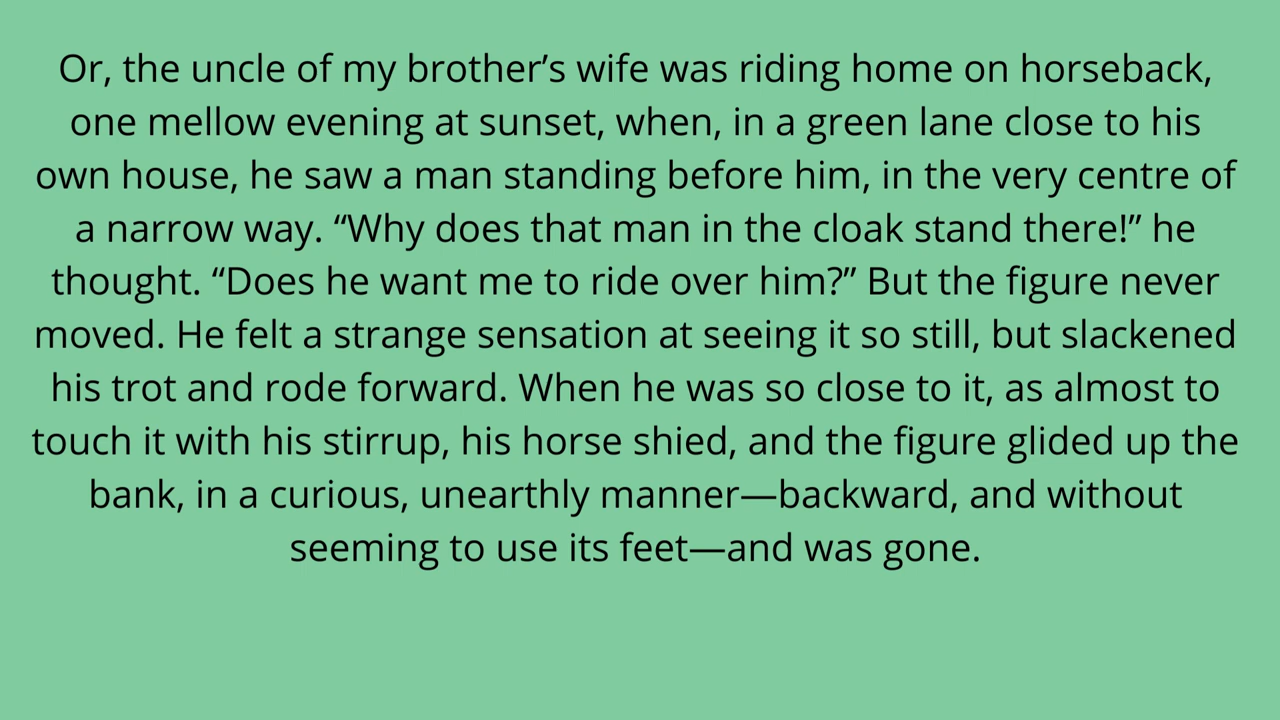 Or, the uncle of my brother’s wife was riding home on horseback,
one mellow evening at sunset, when, in a green lane close to his
own house, he saw a man standing before him, in the very centre of
a narrow way. “Why does that man in the cloak stand there!” he
thought. “Does he want me to ride over him?” But the figure never
moved. He felt a strange sensation at seeing it so still, but slackened
his trot and rode forward. When he was so close to it, as almost to
touch it with his stirrup, his horse shied, and the figure glided up the
bank, in a curious, unearthly manner—backward, and without
seeming to use its feet—and was gone.